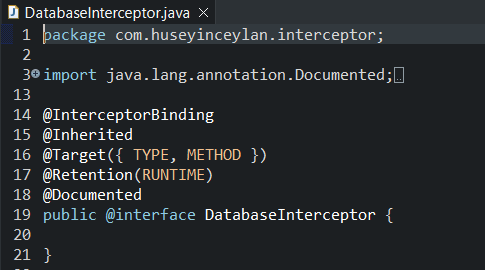 DatabaseInterceptor.java
1 package com.huseyinceylan.interceptor;
2
3 import java.lang.annotation.Documented;
13
14 @InterceptorBinding
15 @Inherited
16 @Target({ TYPE, METHOD })
17 @Retention(RUNTIME)
18 @Documented
19 public @interface DatabaseInterceptor {
20
21 }